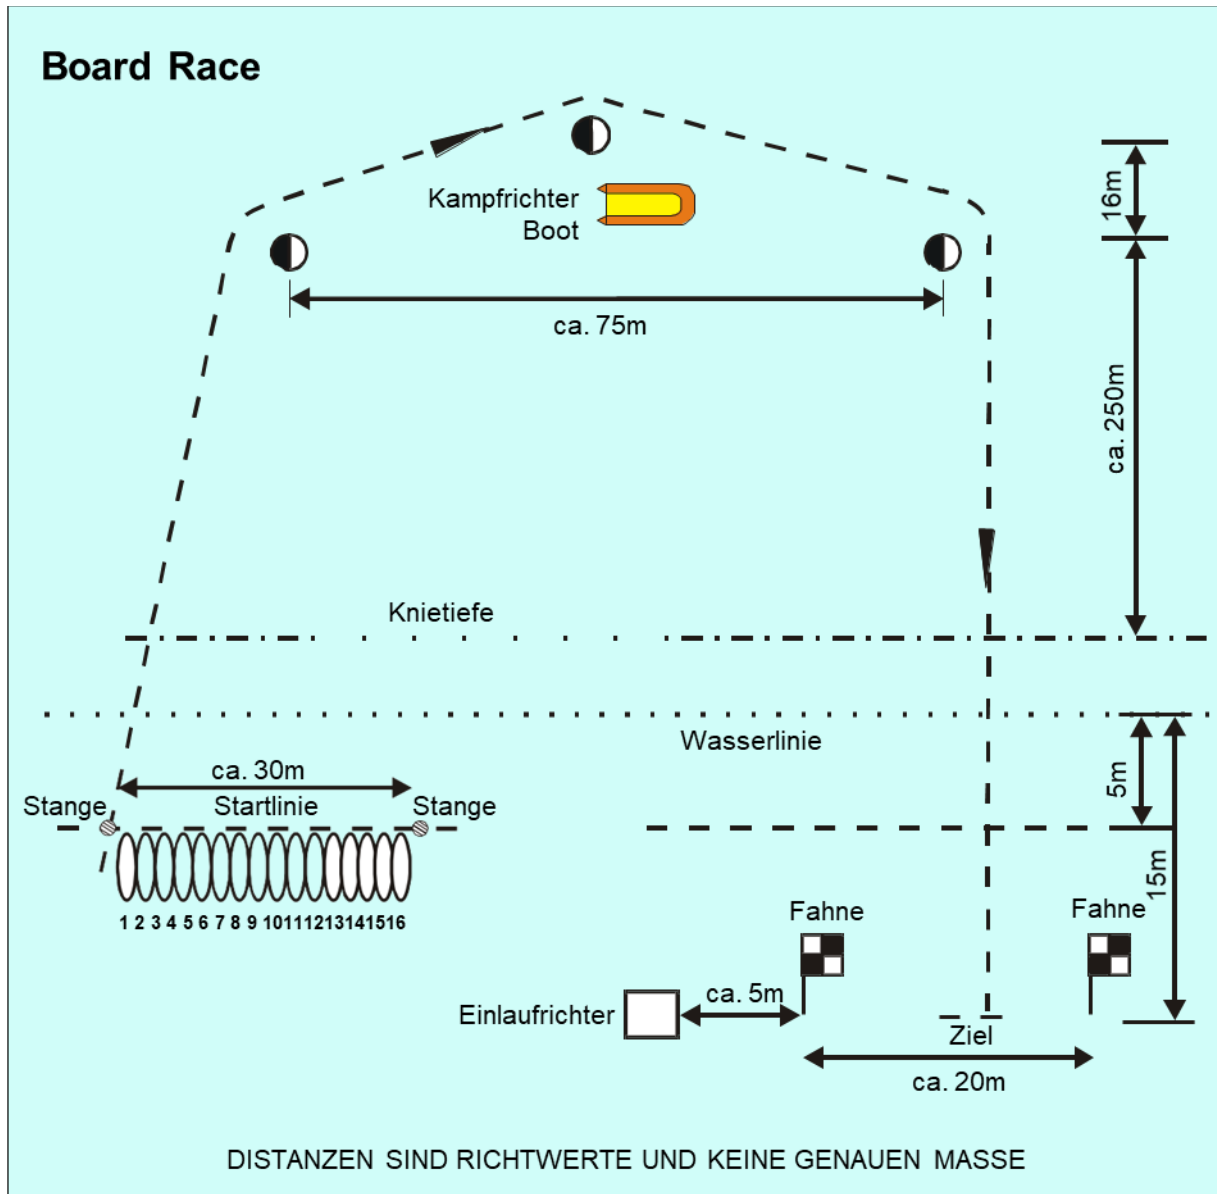 Board Race
16m
Kampfrichter
Boot
ca. 75m
ca. 250m
Knietiefe
Wasserlinie
ca. 30m
5m
Stange
Startlinie
Stange
15m
1 2 3 4 5 6 7 8 9 10 11 12 13 14 15 16
Fahne
Fahne
ca. 5m
Einlaufrichter
Ziel
ca. 20m
DISTANZEN SIND RICHTWERTE UND KEINE GENAUEN MASSE